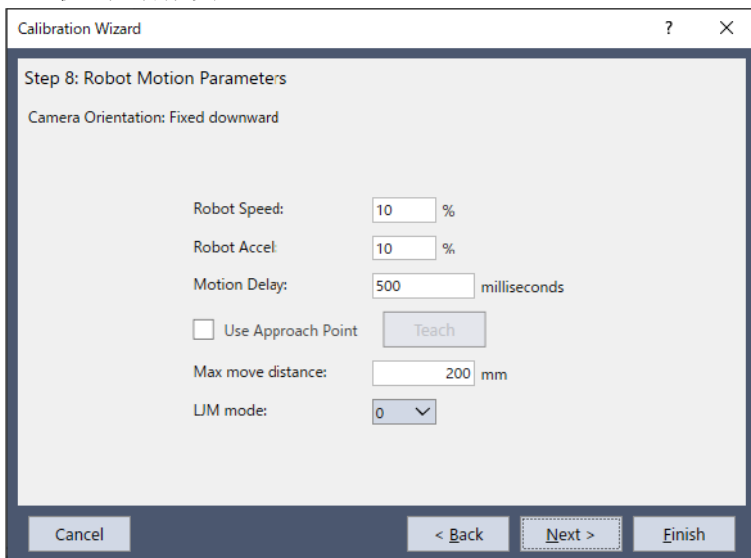 Calibration Wizard ? ×
Step 8: Robot Motion Parameters
Camera Orientation: Fixed downward
Robot Speed: 10 %
Robot Accel: 10 %
Motion Delay: 500 milliseconds
Use Approach Point Teach
Max move distance: 200 mm
LJM mode: 0
Cancel < Back Next > Finish